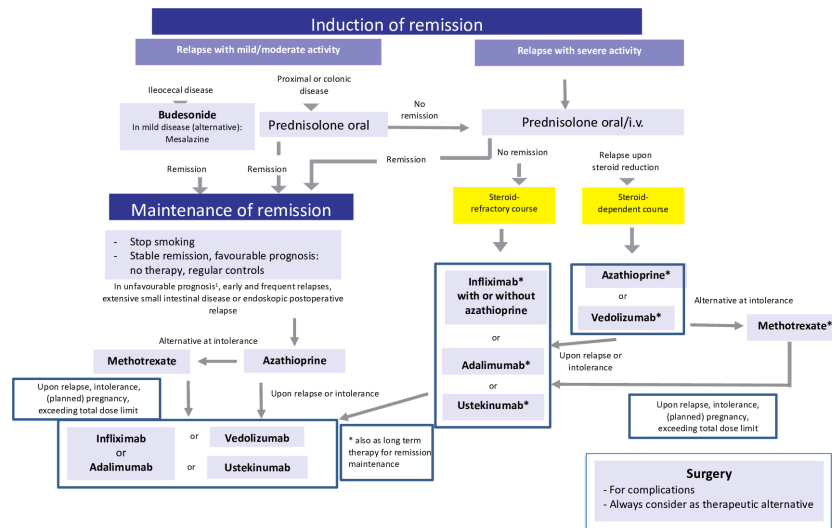 Induction of remission
Relapse with mild/moderate activity
Relapse with severe activity
Ileocecal disease
Proximal or colonic
disease
Budesonide
In mild disease (alternative):
Mesalazine
Prednisolone oral
No
remission
Prednisolone oral/i.v.
Remission
Remission
Remission
No remission
Relapse upon
steroid reduction
Maintenance of remission
Steroid-
refractory course
Steroid-
dependent course
- Stop smoking
- Stable remission, favourable prognosis:
no therapy, regular controls
In unfavourable prognosis¹, early and frequent relapses,
extensive small intestinal disease or endoskopic postoperative
relapse
Infliximab*
with or without
azathioprine
or
Adalimumab*
or
Ustekinumab*
Azathioprine*
or
Vedolizumab*
Alternative at intolerance
Methotrexate*
Upon relapse or
intolerance
Alternative at intolerance
Methotrexate
Azathioprine
Upon relapse, intolerance,
(planned) pregnancy,
exceeding total dose limit
Upon relapse or intolerance
Upon relapse, intolerance,
(planned) pregnancy,
exceeding total dose limit
Infliximab
or
Adalimumab
or
Vedolizumab
or
Ustekinumab
* also as long term
therapy for remission
maintenance
Surgery
- For complications
- Always consider as therapeutic alternative